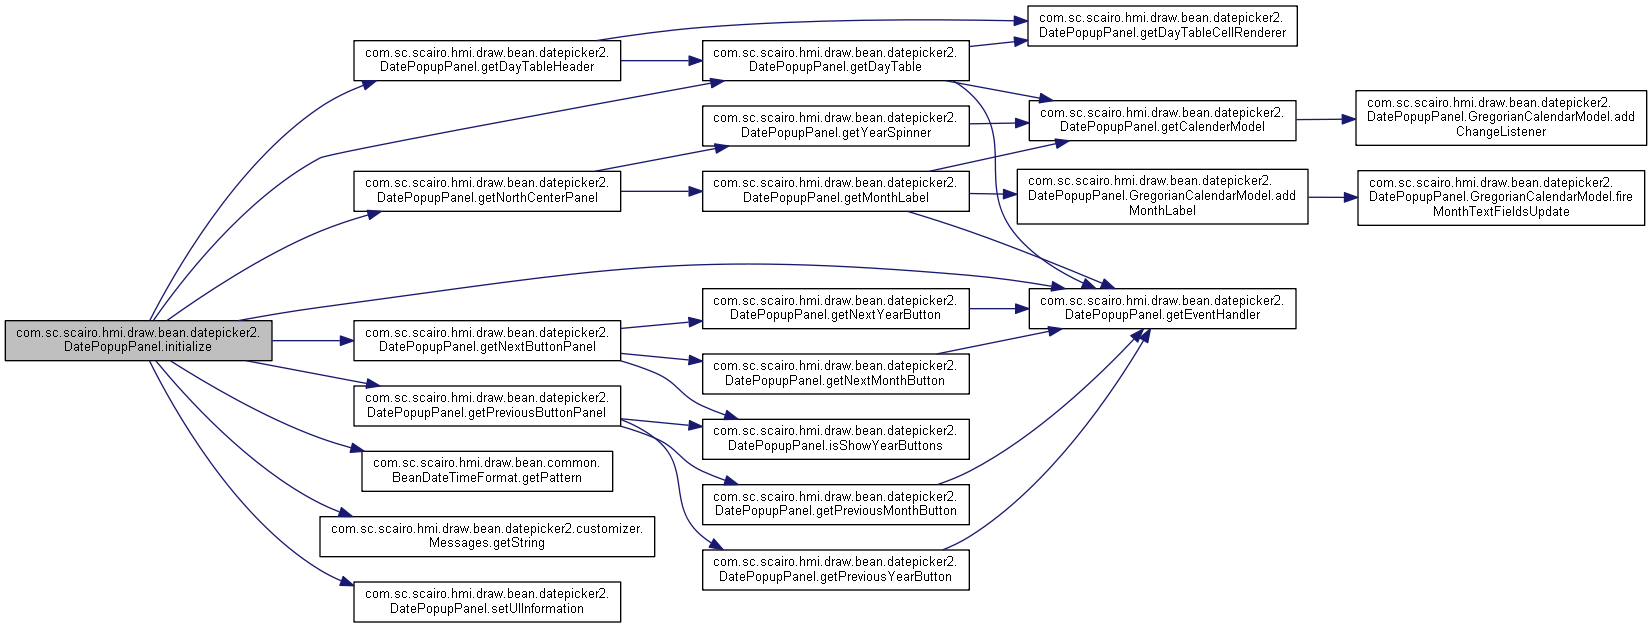 com.sc.scairo.hmi.draw.bean.datepicker2.
DatePopupPanel.initialize
com.sc.scairo.hmi.draw.bean.datepicker2.
DatePopupPanel.getDayTableHeader
com.sc.scairo.hmi.draw.bean.datepicker2.
DatePopupPanel.getNorthCenterPanel
com.sc.scairo.hmi.draw.bean.datepicker2.
DatePopupPanel.getNextButtonPanel
com.sc.scairo.hmi.draw.bean.datepicker2.
DatePopupPanel.getPreviousButtonPanel
com.sc.scairo.hmi.draw.bean.common.
BeanDateTimeFormat.getPattern
com.sc.scairo.hmi.draw.bean.datepicker2.customizer.
Messages.getString
com.sc.scairo.hmi.draw.bean.datepicker2.
DatePopupPanel.setUIInformation
com.sc.scairo.hmi.draw.bean.datepicker2.
DatePopupPanel.getDayTable
com.sc.scairo.hmi.draw.bean.datepicker2.
DatePopupPanel.getYearSpinner
com.sc.scairo.hmi.draw.bean.datepicker2.
DatePopupPanel.getMonthLabel
com.sc.scairo.hmi.draw.bean.datepicker2.
DatePopupPanel.getNextYearButton
com.sc.scairo.hmi.draw.bean.datepicker2.
DatePopupPanel.getNextMonthButton
com.sc.scairo.hmi.draw.bean.datepicker2.
DatePopupPanel.isShowYearButtons
com.sc.scairo.hmi.draw.bean.datepicker2.
DatePopupPanel.getPreviousMonthButton
com.sc.scairo.hmi.draw.bean.datepicker2.
DatePopupPanel.getPreviousYearButton
com.sc.scairo.hmi.draw.bean.datepicker2.
DatePopupPanel.getDayTableCellRenderer
com.sc.scairo.hmi.draw.bean.datepicker2.
DatePopupPanel.getCalenderModel
com.sc.scairo.hmi.draw.bean.datepicker2.
DatePopupPanel.GregorianCalendarModel.add
MonthLabel
com.sc.scairo.hmi.draw.bean.datepicker2.
DatePopupPanel.getEventHandler
com.sc.scairo.hmi.draw.bean.datepicker2.
DatePopupPanel.GregorianCalendarModel.add
ChangeListener
com.sc.scairo.hmi.draw.bean.datepicker2.
DatePopupPanel.GregorianCalendarModel.fire
MonthTextFieldsUpdate